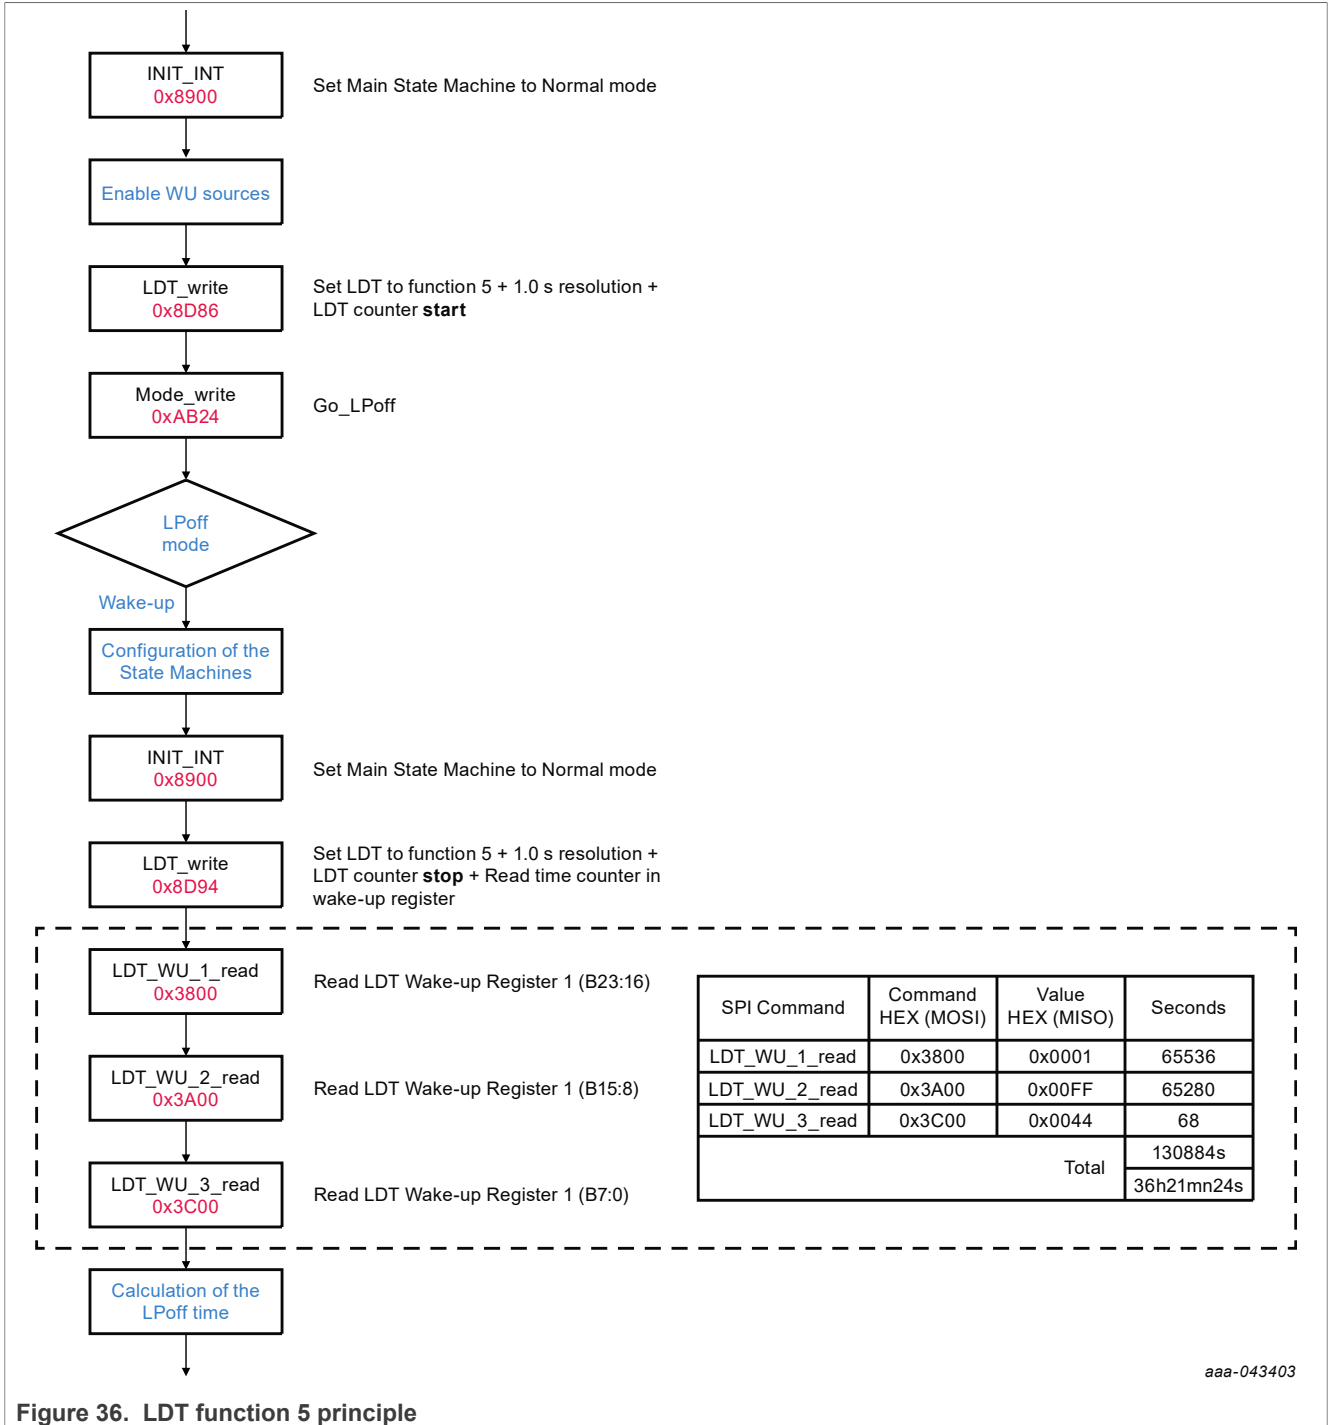 INIT_INT
0x8900
Set Main State Machine to Normal mode
Enable WU sources
LDT_write
0x8D86
Set LDT to function 5 + 1.0 s resolution +
LDT counter start
Mode_write
0xAB24
Go_LPoff
LPoff
mode
Wake-up
Configuration of the
State Machines
INIT_INT
0x8900
Set Main State Machine to Normal mode
LDT_write
0x8D94
Set LDT to function 5 + 1.0 s resolution +
LDT counter stop + Read time counter in
wake-up register
LDT_WU_1_read
0x3800
Read LDT Wake-up Register 1 (B23:16)
LDT_WU_2_read
0x3A00
Read LDT Wake-up Register 1 (B15:8)
LDT_WU_3_read
0x3C00
Read LDT Wake-up Register 1 (B7:0)
SPI Command Command HEX (MOSI) Value HEX (MISO) Seconds
LDT_WU_1_read 0x3800 0x0001 65536
LDT_WU_2_read 0x3A00 0x00FF 65280
LDT_WU_3_read 0x3C00 0x0044 68
Total 130884s
36h21mn24s
Calculation of the
LPoff time
aaa-043403
Figure 36. LDT function 5 principle